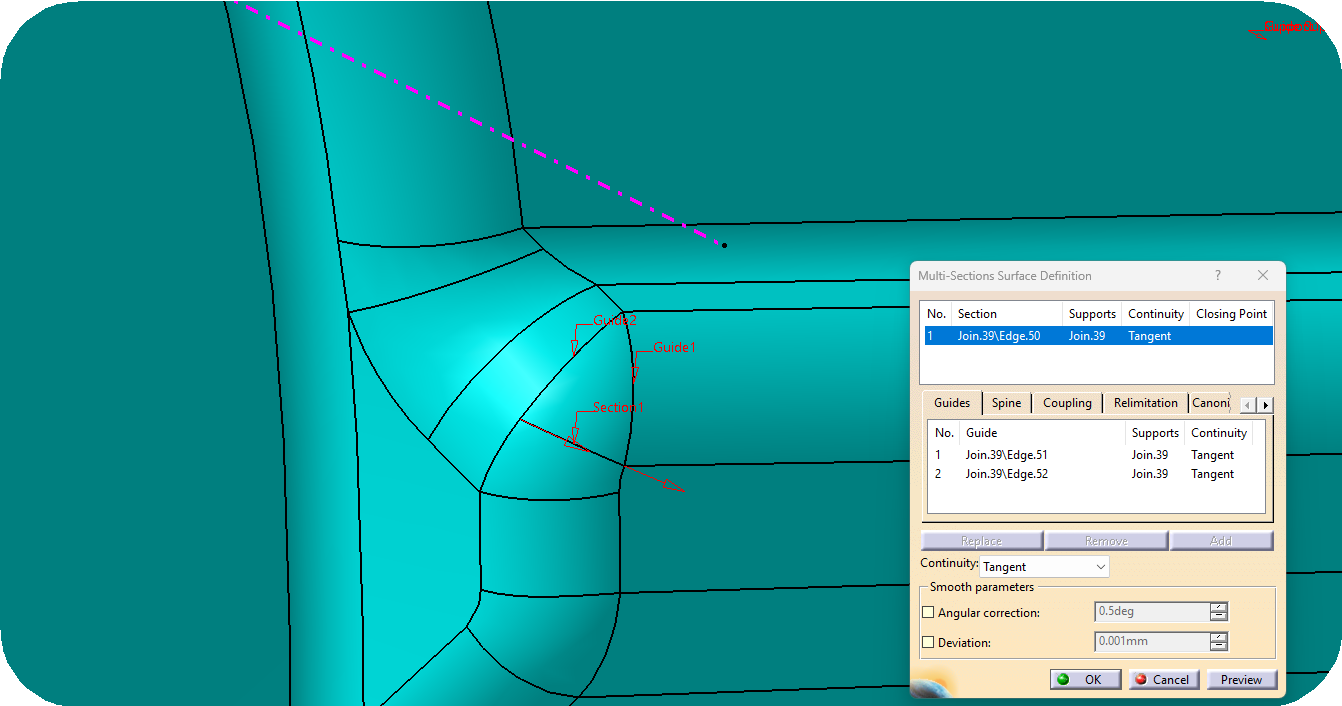 Guide2
Guide1
Section1
Multi-Sections Surface Definition ?
No. Section Supports Continuity Closing Point
1 Join.39\Edge.50 Join.39 Tangent
Guides Spine Coupling Relimitation Canoni
No. Guide Supports Continuity
1 Join.39\Edge.51 Join.39 Tangent
2 Join.39\Edge.52 Join.39 Tangent
Replace Remove Add
Continuity: Tangent
Smooth parameters
Angular correction: 0.5deg
Deviation: 0.001mm
OK Cancel Preview